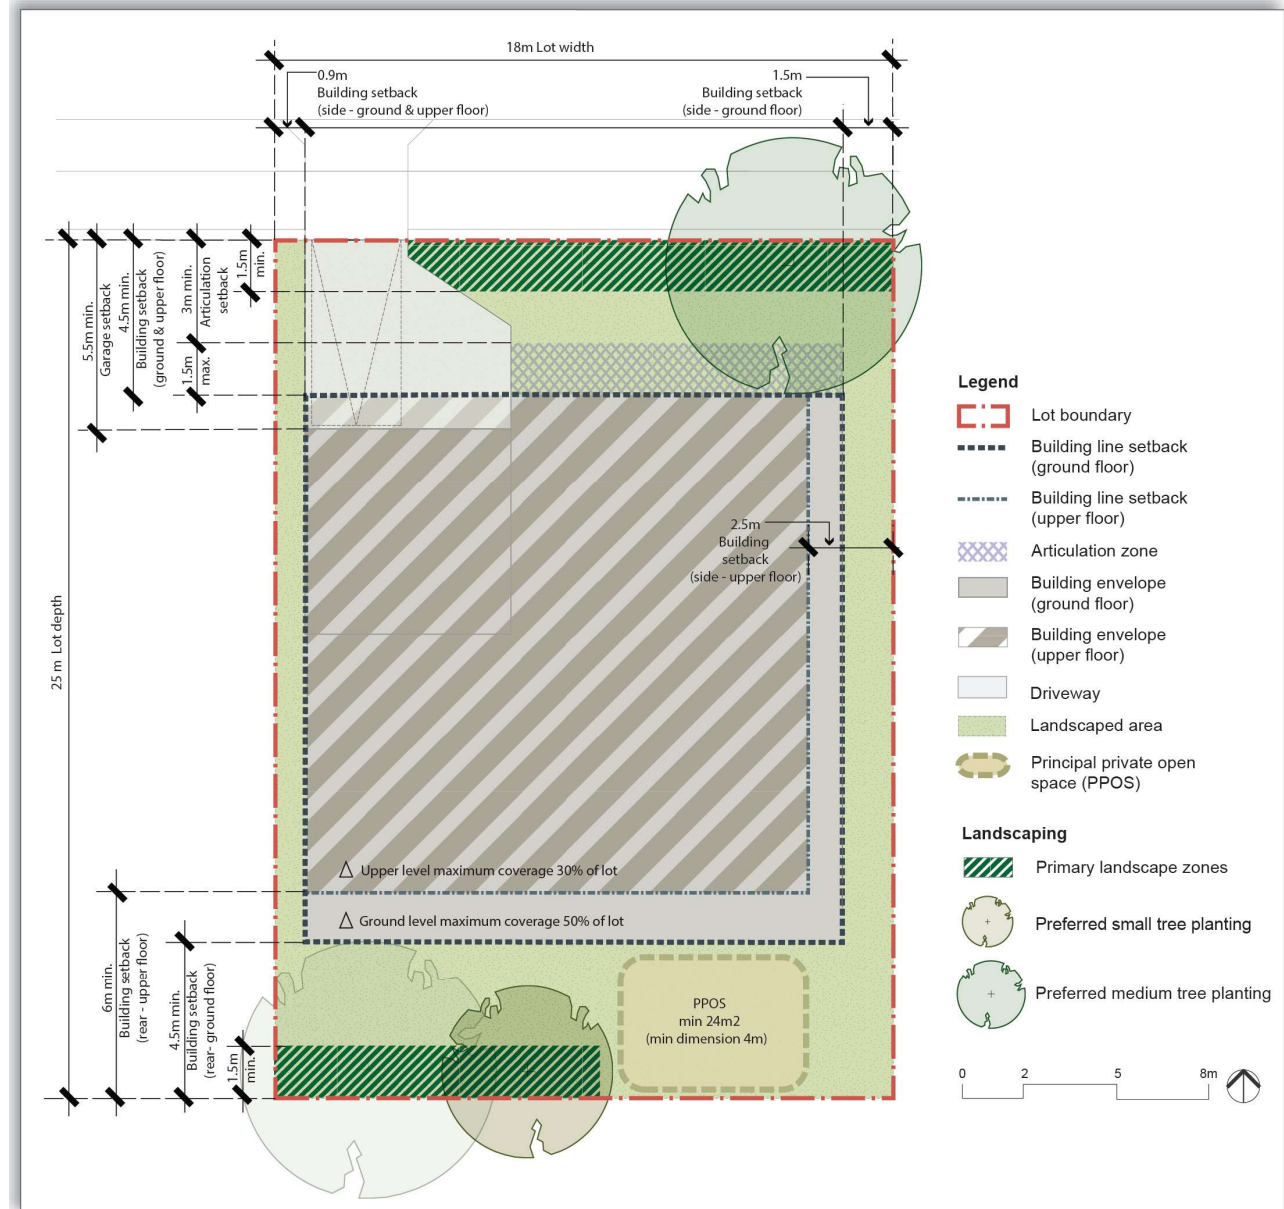 18m Lot width
0.9m
Building setback
(side - ground & upper floor)
1.5m
Building setback
(side - ground floor)
5.5m min.
Garage setback
4.5m min.
Building setback
(ground & upper floor)
3m min.
Articulation
setback
1.5m
max.
1.5m
min.
2.5m
Building
setback
(side - upper floor)
25 m Lot depth
Upper level maximum coverage 30% of lot
Ground level maximum coverage 50% of lot
6m min.
Building setback
(rear - upper floor)
4.5m min.
Building setback
(rear- ground floor)
1.5m
min.
PPOS
min 24m2
(min dimension 4m)
Legend
Lot boundary
Building line setback
(ground floor)
Building line setback
(upper floor)
Articulation zone
Building envelope
(ground floor)
Building envelope
(upper floor)
Driveway
Landscaped area
Principal private open
space (PPOS)
Landscaping
Primary landscape zones
Preferred small tree planting
Preferred medium tree planting
0 2 5 8m